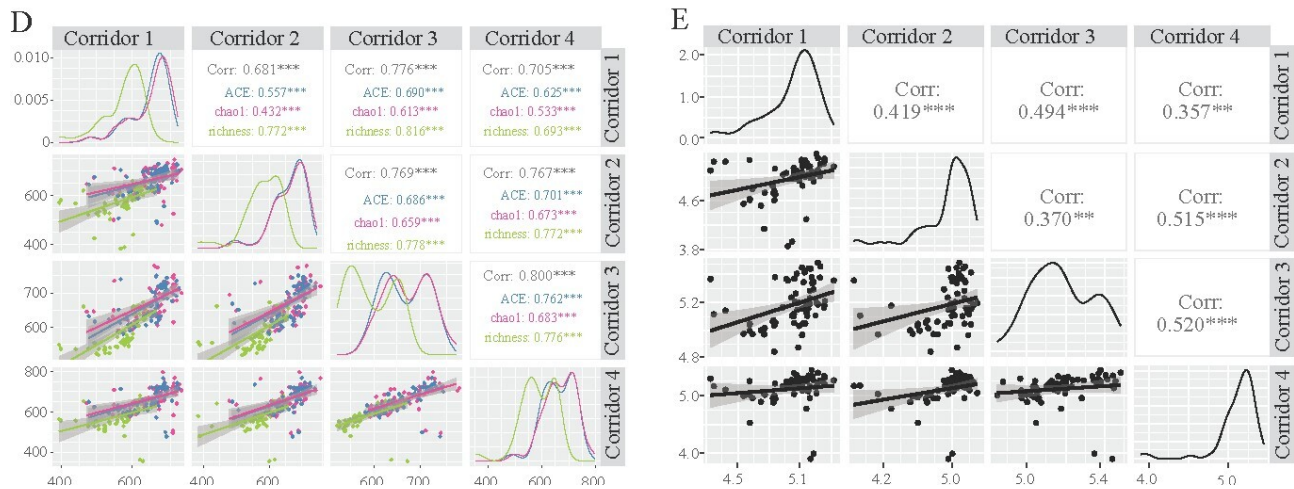 D
Corridor 1 Corridor 2 Corridor 3 Corridor 4
0.010
0.005
0
Corr: 0.681***
ACE: 0.557***
chao1: 0.432***
richness: 0.772***
Corr: 0.776***
ACE: 0.690***
chao1: 0.613***
richness: 0.816***
Corr: 0.705***
ACE: 0.625***
chao1: 0.533***
richness: 0.693***
Corridor 1
600
400
Corr: 0.769***
ACE: 0.686***
chao1: 0.659***
richness: 0.778***
Corr: 0.767***
ACE: 0.701***
chao1: 0.673***
richness: 0.772***
Corridor 2
700
600
Corr: 0.800***
ACE: 0.762***
chao1: 0.683***
richness: 0.776***
Corridor 3
800
600
400
Corridor 4
400 600 400 600 600 700 400 600 800
E
Corridor 1 Corridor 2 Corridor 3 Corridor 4
2.0
1.0
0.0
Corr:
0.419***
Corr:
0.494***
Corr:
0.357**
Corridor 1
4.6
3.8
Corr:
0.370**
Corr:
0.515***
Corridor 2
5.2
4.8
Corr:
0.520***
Corridor 3
5.0
4.0
Corridor 4
4.5 5.1 4.2 5.0 5.0 5.4 4.0 5.0